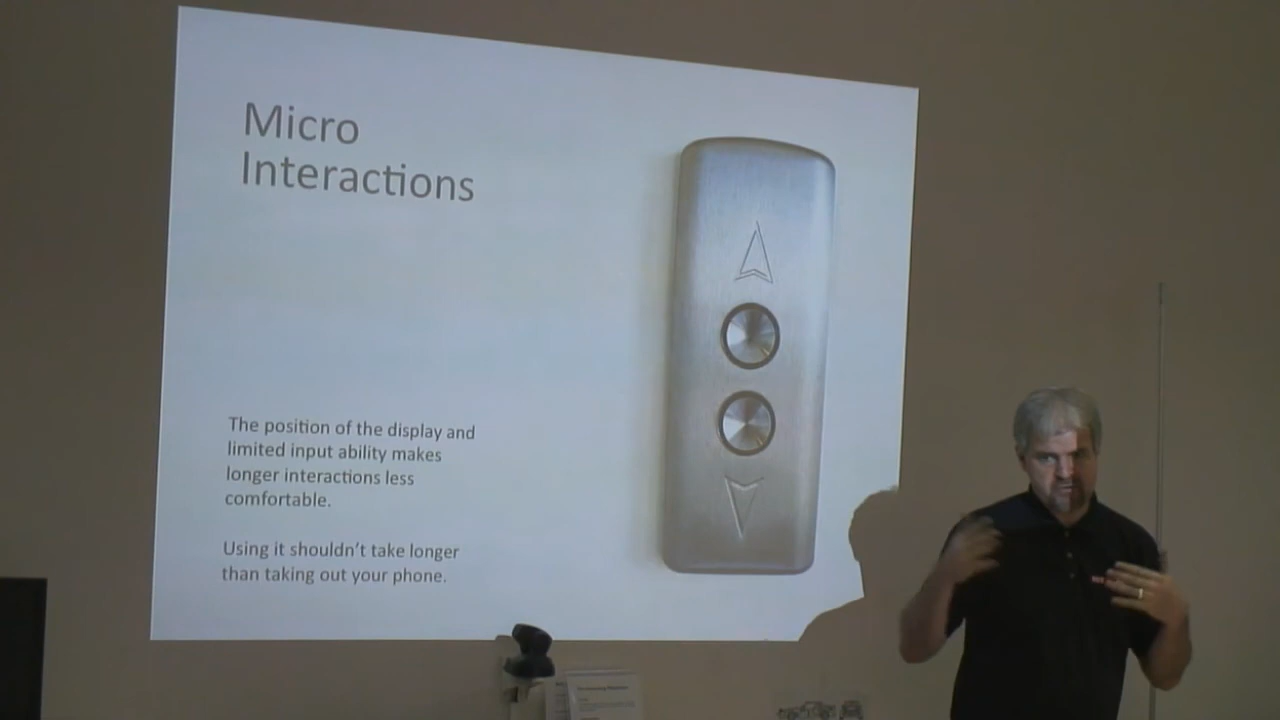 Micro
Interactions
The position of the display and
limited input ability makes
longer interactions less
comfortable.
Using it shouldn't take longer
than taking out your phone.